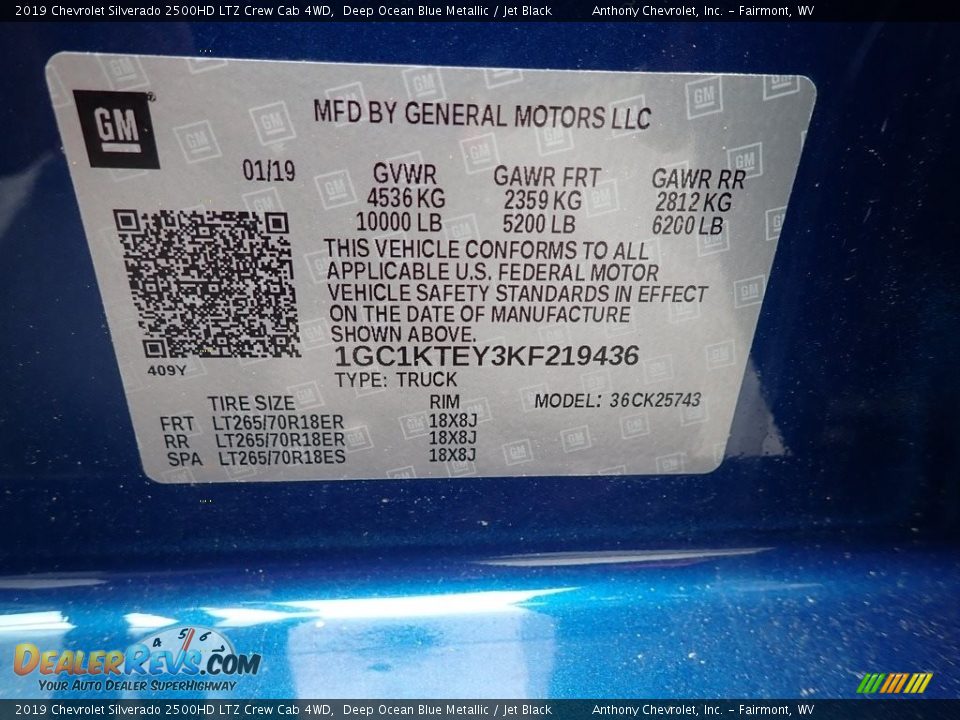 2019 Chevrolet Silverado 2500HD LTZ Crew Cab 4WD, Deep Ocean Blue Metallic / Jet Black Anthony Chevrolet, Inc. - Fairmont, WV
GM
MFD BY GENERAL MOTORS LLC
01/19 GVWR GAWR FRT GAWR RR
4536 KG 2359 KG 2812 KG
10000 LB 5200 LB 6200 LB
THIS VEHICLE CONFORMS TO ALL
APPLICABLE U.S. FEDERAL MOTOR
VEHICLE SAFETY STANDARDS IN EFFECT
ON THE DATE OF MANUFACTURE
SHOWN ABOVE.
1GC1KTEY3KF219436
409Y
TYPE: TRUCK
TIRE SIZE RIM MODEL: 36CK25743
FRT LT265/70R18ER 18X8J
RR LT265/70R18ER 18X8J
SPA LT265/70R18ES 18X8J
4 5 6
DealerRevs.com
Your Auto Dealer SuperHighway
2019 Chevrolet Silverado 2500HD LTZ Crew Cab 4WD, Deep Ocean Blue Metallic / Jet Black Anthony Chevrolet, Inc. - Fairmont, WV